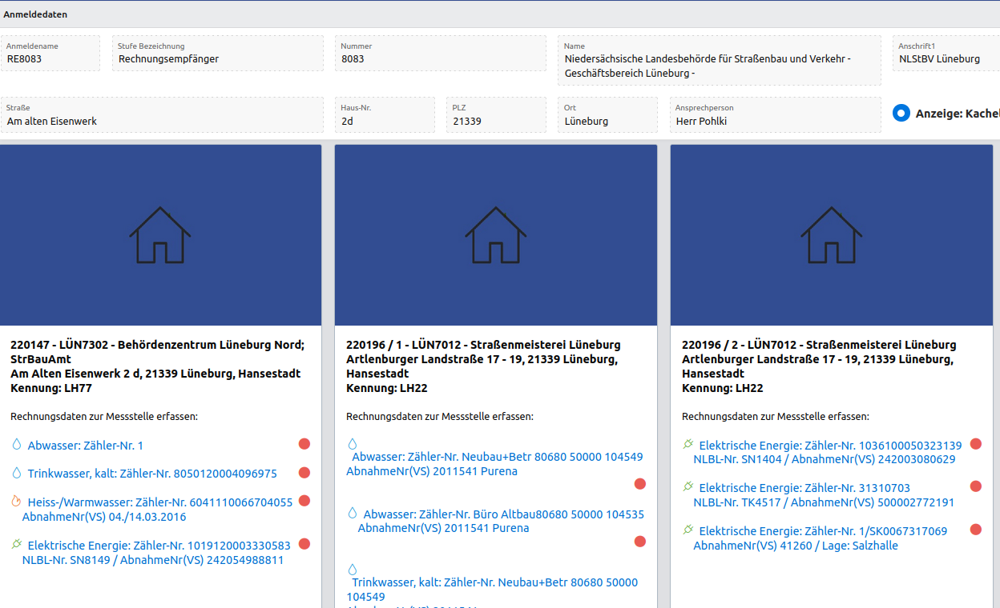 Anmeldedaten
Anmeldename
RE8083
Stufe Bezeichnung
Rechnungsempfänger
Nummer
8083
Name
Niedersächsische Landesbehörde für Straßenbau und Verkehr -
Geschäftsbereich Lüneburg -
Anschrift1
NLStBV Lüneburg
Straße
Am alten Eisenwerk
Haus-Nr.
2d
PLZ
21339
Ort
Lüneburg
Ansprechperson
Herr Pohlki
Anzeige: Kachel
220147 - LÜN7302 - Behördenzentrum Lüneburg Nord;
StrBauAmt
Am Alten Eisenwerk 2 d, 21339 Lüneburg, Hansestadt
Kennung: LH77
Rechnungsdaten zur Messstelle erfassen:
Abwasser: Zähler-Nr. 1
Trinkwasser, kalt: Zähler-Nr. 8050120004096975
Heiss-/Warmwasser: Zähler-Nr. 6041110066704055
AbnahmeNr(VS) 04./14.03.2016
Elektrische Energie: Zähler-Nr. 1019120003330583
NLBL-Nr. SN8149 / AbnahmeNr(VS) 242054988811
220196 / 1 - LÜN7012 - Straßenmeisterei Lüneburg
Artlenburger Landstraße 17 - 19, 21339 Lüneburg,
Hansestadt
Kennung: LH22
Rechnungsdaten zur Messstelle erfassen:
Abwasser: Zähler-Nr. Neubau+Betr 80680 50000 104549
AbnahmeNr(VS) 2011541 Purena
Abwasser: Zähler-Nr. Büro Altbau80680 50000 104535
AbnahmeNr(VS) 2011541 Purena
Trinkwasser, kalt: Zähler-Nr. Neubau+Betr 80680 50000
104549
220196 / 2 - LÜN7012 - Straßenmeisterei Lüneburg
Artlenburger Landstraße 17 - 19, 21339 Lüneburg,
Hansestadt
Kennung: LH22
Rechnungsdaten zur Messstelle erfassen:
Elektrische Energie: Zähler-Nr. 1036100050323139
NLBL-Nr. SN1404 / AbnahmeNr(VS) 242003080629
Elektrische Energie: Zähler-Nr. 31310703
NLBL-Nr. TK4517 / AbnahmeNr(VS) 500002772191
Elektrische Energie: Zähler-Nr. 1/SK0067317069
AbnahmeNr(VS) 41260 / Lage: Salzhalle